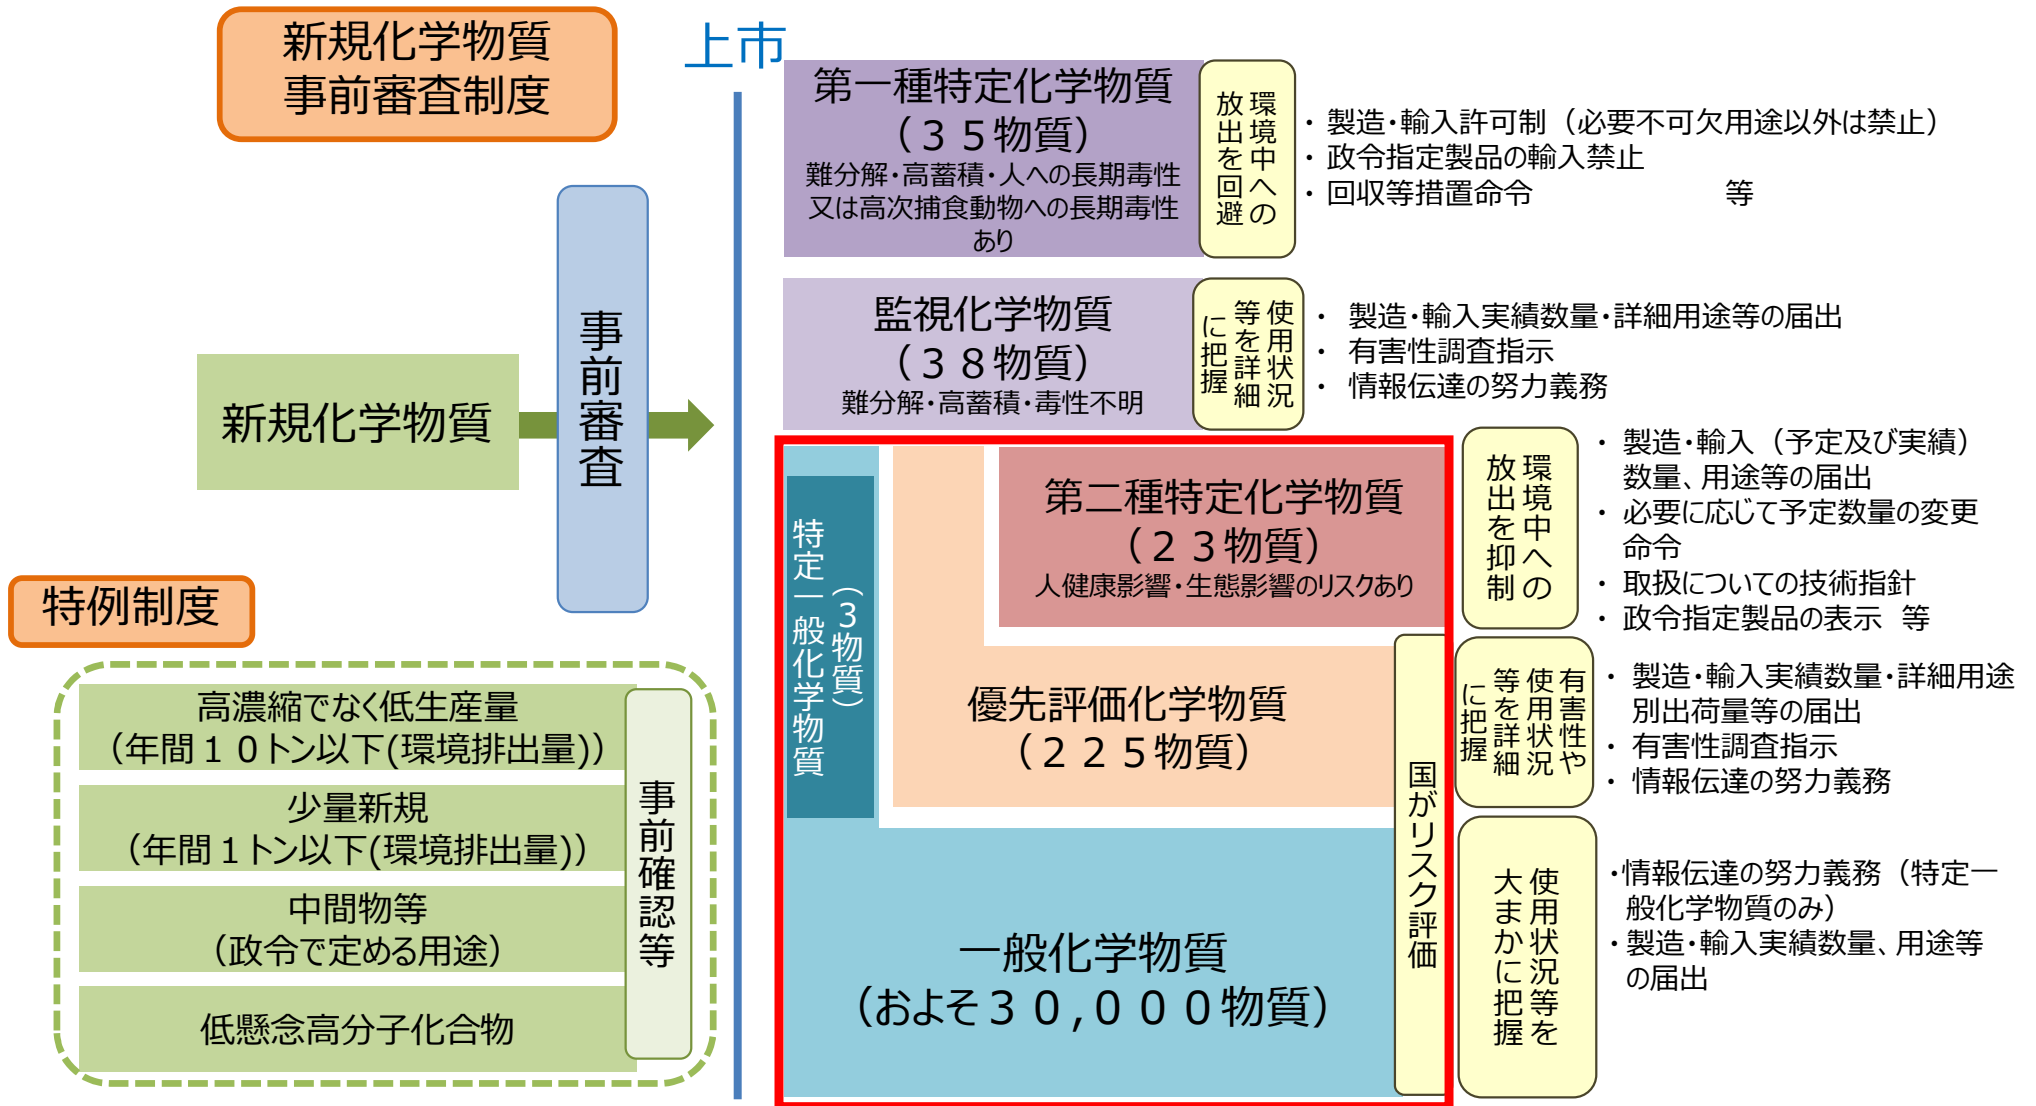 新規化学物質
事前審査制度
上市
新規化学物質
事前審査
特例制度
高濃縮でなく低生産量
（年間１０トン以下(環境排出量)）
少量新規
（年間１トン以下(環境排出量)）
中間物等
（政令で定める用途）
低懸念高分子化合物
事前確認等
第一種特定化学物質
（３５物質）
難分解・高蓄積・人への長期毒性
又は高次捕食動物への長期毒性
あり
環境中への
放出を回避
・ 製造・輸入許可制（必要不可欠用途以外は禁止）
・ 政令指定製品の輸入禁止
・ 回収等措置命令　　　　　　　等
監視化学物質
（３８物質）
難分解・高蓄積・毒性不明
使用状況
等を詳細
に把握
・ 製造・輸入実績数量・詳細用途等の届出
・ 有害性調査指示
・ 情報伝達の努力義務
特定一般化学物質
（３物質）
第二種特定化学物質
（２３物質）
人健康影響・生態影響のリスクあり
環境中への
放出を抑制
・ 製造・輸入（予定及び実績）
数量、用途等の届出
・ 必要に応じて予定数量の変更
命令
・ 取扱についての技術指針
・ 政令指定製品の表示　等
優先評価化学物質
（２２５物質）
国がリスク評価
有害性や
使用状況
等を詳細
に把握
・ 製造・輸入実績数量・詳細用途
別出荷量等の届出
・ 有害性調査指示
・ 情報伝達の努力義務
一般化学物質
（およそ３０,０００物質）
使用状況等を
大まかに把握
・情報伝達の努力義務（特定一
般化学物質のみ）
・製造・輸入実績数量、用途等
の届出